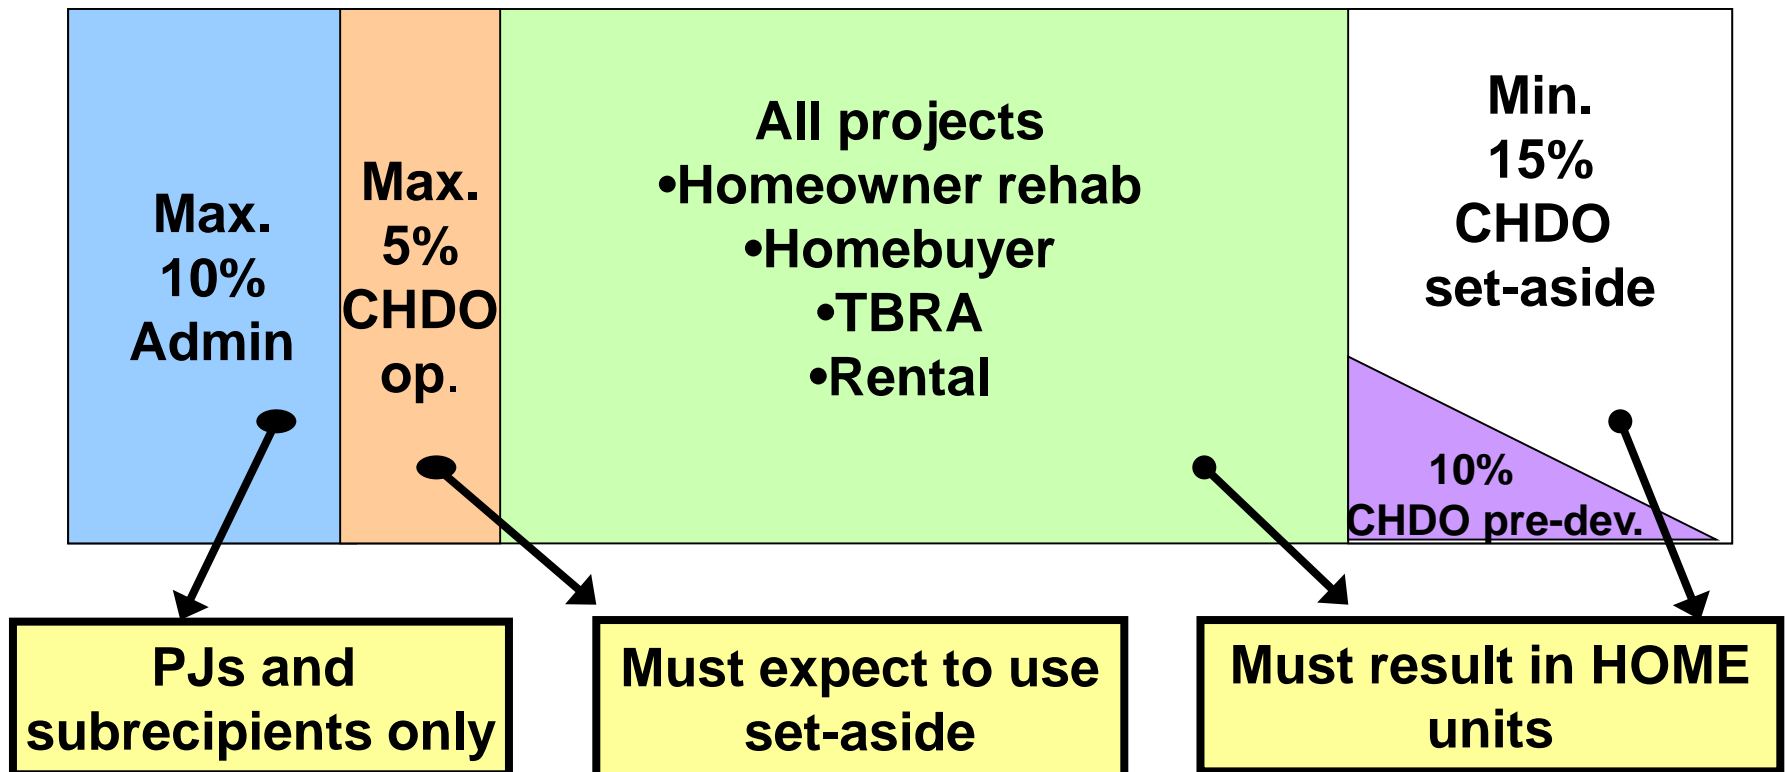 Max.
10%
Admin
Max.
5%
CHDO
op.
All projects
•Homeowner rehab
•Homebuyer
•TBRA
•Rental
Min.
15%
CHDO
set-aside
10%
CHDO pre-dev.
PJs and
subrecipients only
Must expect to use
set-aside
Must result in HOME
units